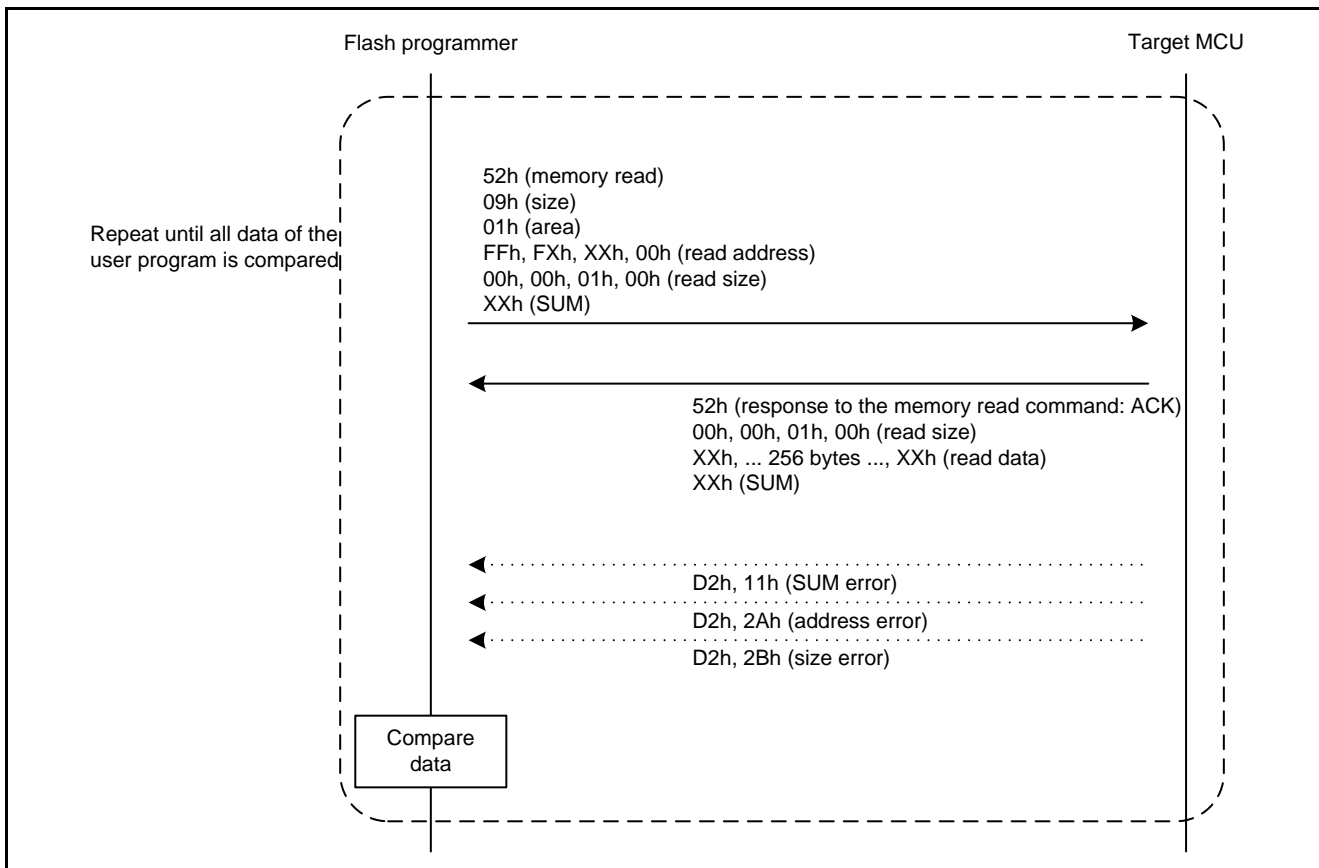 Flash programmer
Target MCU
52h (memory read)
09h (size)
01h (area)
FFh, FXh, XXh, 00h (read address)
00h, 00h, 01h, 00h (read size)
XXh (SUM)
Repeat until all data of the
user program is compared
52h (response to the memory read command: ACK)
00h, 00h, 01h, 00h (read size)
XXh, ... 256 bytes ..., XXh (read data)
XXh (SUM)
D2h, 11h (SUM error)
D2h, 2Ah (address error)
D2h, 2Bh (size error)
Compare
data